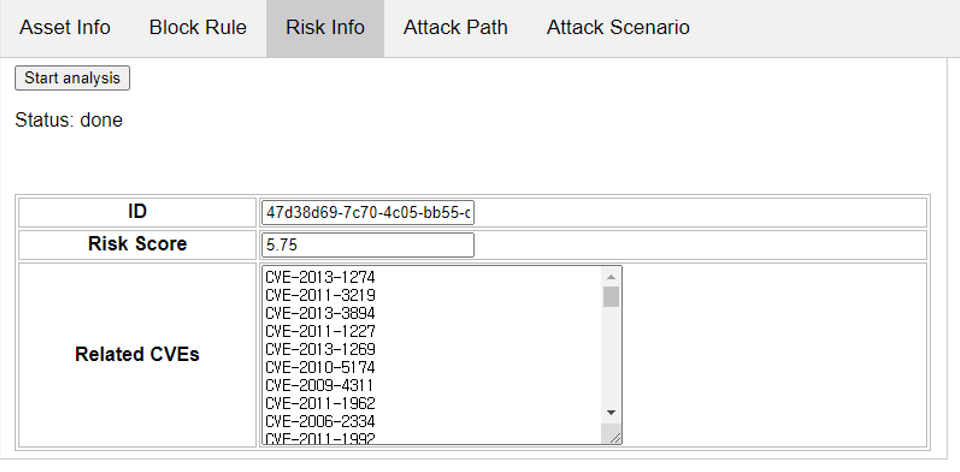 Asset Info Block Rule Risk Info Attack Path Attack Scenario
Start analysis
Status: done
ID 47d38d69-7c70-4c05-bb55-c
Risk Score 5.75
Related CVEs
CVE-2013-1274
CVE-2011-3219
CVE-2013-3894
CVE-2011-1227
CVE-2013-1269
CVE-2010-5174
CVE-2009-4311
CVE-2011-1962
CVE-2006-2334
CVE-2011-1992